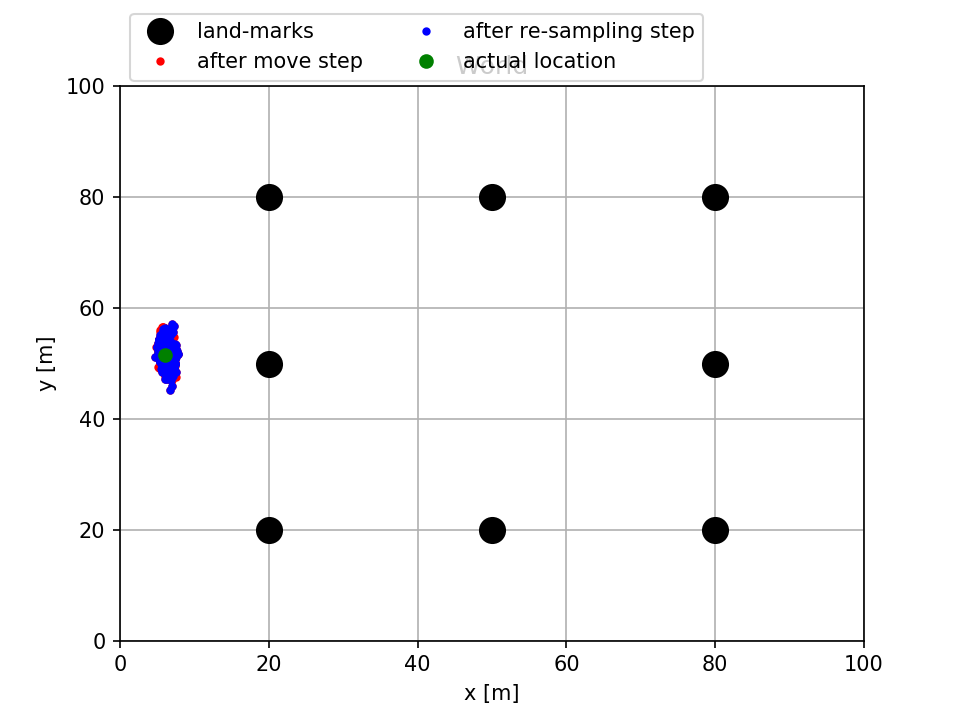 land-marks
after re-sampling step
after move step
actual location
World
100
80
60
40
20
0
y [m]
0 20 40 60 80 100
x [m]